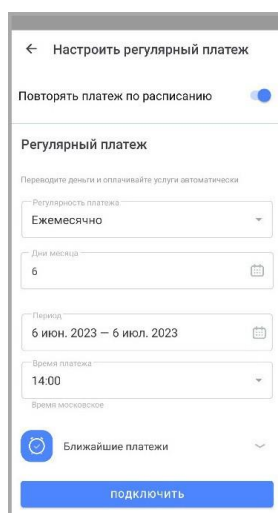 Настроить регулярный платеж
Повторять платеж по расписанию
Регулярный платеж
Переводите деньги и оплачивайте услуги автоматически
Регулярность платежа
Ежемесячно
Дни месяца
6
Период
6 июн. 2023 — 6 июл. 2023
Время платежа
14:00
Время московское
Ближайшие платежи
ПОДКЛЮЧИТЬ